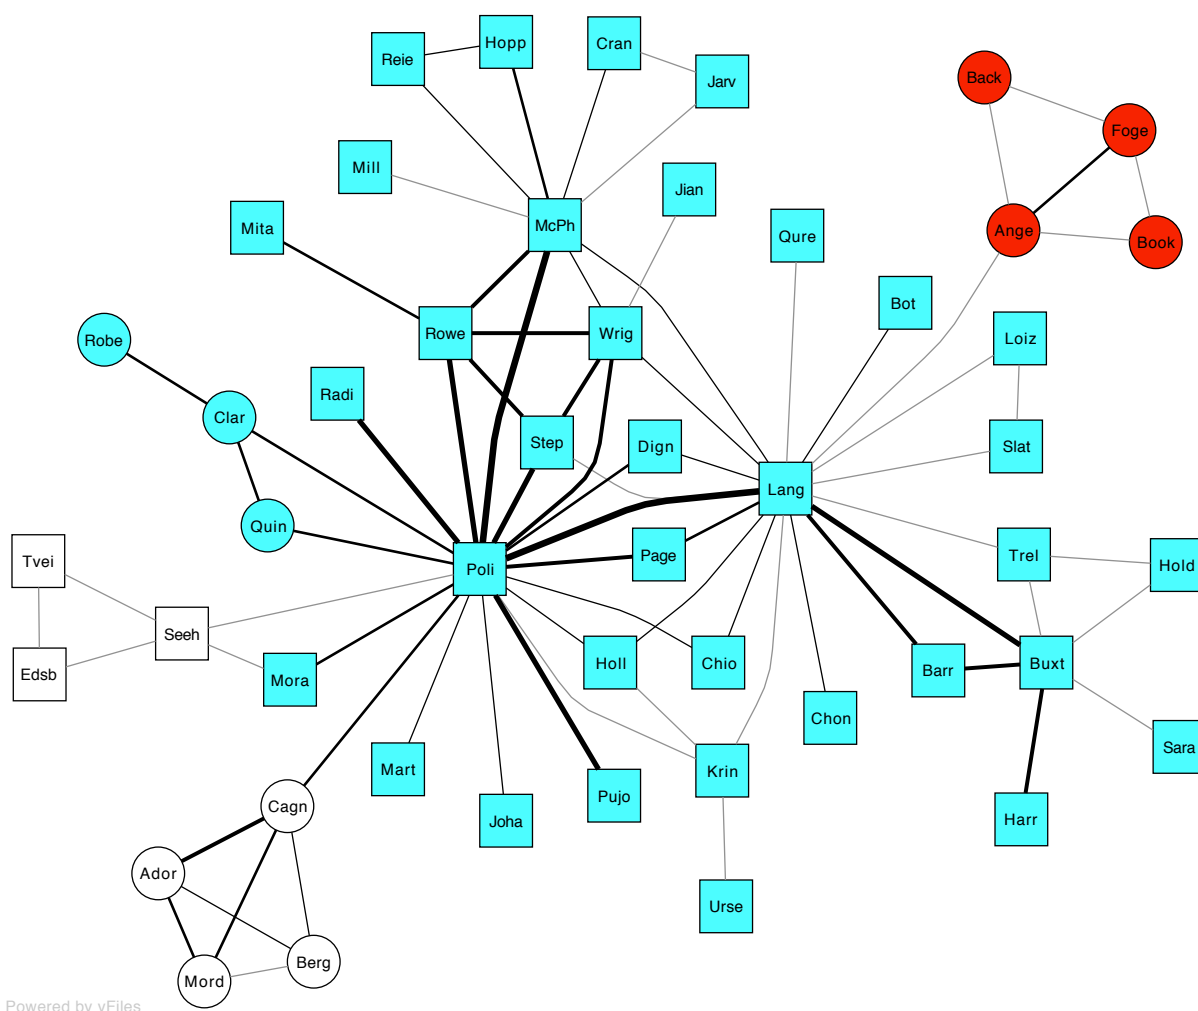 Hopp
Cran
Reie
Back
Jarv
Foge
Mill
Jian
McPh
Mita
Qure
Ange
Book
Bot
Rowe
Wrig
Robe
Loiz
Radi
Clar
Step
Dign
Slat
Lang
Quin
Tvei
Poli
Page
Trel
Hold
Seeh
Edsb
Mora
Holl
Chio
Barr
Buxt
Chon
Sara
Mart
Krin
Pujo
Cagn
Joha
Harr
Ador
Urse
Berg
Mord
Powered by yFiles